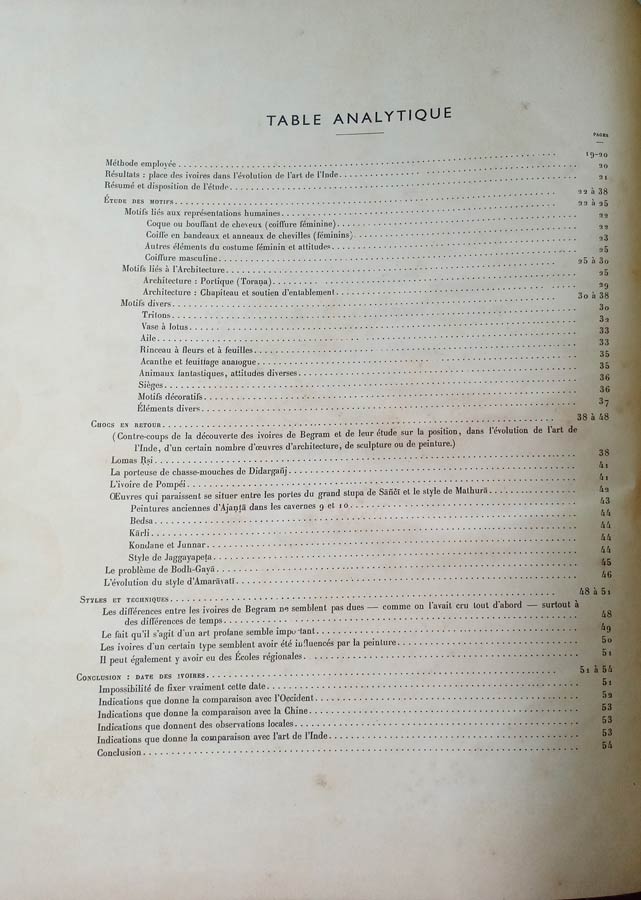 TABLE ANALYTIQUE
PAGES
Méthode employée 19-20
Résultats : place des ivoires dans l'évolution de l'art de l'Inde 20
Résumé et disposition de l'étude 21
ÉTUDE DES MOTIFS 22 à 38
Motifs liés aux représentations humaines 22 à 25
Coque ou bouffant de cheveux (coiffure féminine) 22
Coiffe en bandeaux et anneaux de chevilles (féminins) 22
Autres éléments du costume féminin et attitudes 23
Coiffure masculine 25
Motifs liés à l'Architecture 25 à 30
Architecture : Portique (Toraṇa) 25
Architecture : Chapiteau et soutien d'entablement 29
Motifs divers 30 à 38
Tritons 30
Vase à lotus 32
Aile 33
Rinceau à fleurs et à feuilles 33
Acanthe et feuillage analogue 35
Animaux fantastiques, attitudes diverses 35
Sièges 36
Motifs décoratifs 36
Éléments divers 37
CHOCS EN RETOUR 38 à 48
(Contre-coups de la découverte des ivoires de Begram et de leur étude sur la position, dans l'évolution de l'art de
l'Inde, d'un certain nombre d'œuvres d'architecture, de sculpture ou de peinture.)
Lomas Ṛṣi 38
La porteuse de chasse-mouches de Didarganj 41
L'ivoire de Pompéi 41
Œuvres qui paraissent se situer entre les portes du grand stupa de Sāñcī et le style de Mathurā 42
Peintures anciennes d'Ajaṇṭā dans les cavernes 9 et 10 43
Bedsa 44
Kārli 44
Kondane et Junnar 44
Style de Jaggayapeṭa 44
Le problème de Bodh-Gayā 45
L'évolution du style d'Amarāvatī 46
STYLES ET TECHNIQUES 48 à 51
Les différences entre les ivoires de Begram ne semblent pas dues — comme on l'avait cru tout d'abord — surtout à
des différences de temps 48
Le fait qu'il s'agit d'un art profane semble important 49
Les ivoires d'un certain type semblent avoir été influencés par la peinture 50
Il peut également y avoir eu des Écoles régionales 51
CONCLUSION : DATE DES IVOIRES 51 à 54
Impossibilité de fixer vraiment cette date 51
Indications que donne la comparaison avec l'Occident 52
Indications que donne la comparaison avec la Chine 53
Indications que donnent des observations locales 53
Indications que donne la comparaison avec l'art de l'Inde 53
Conclusion 54